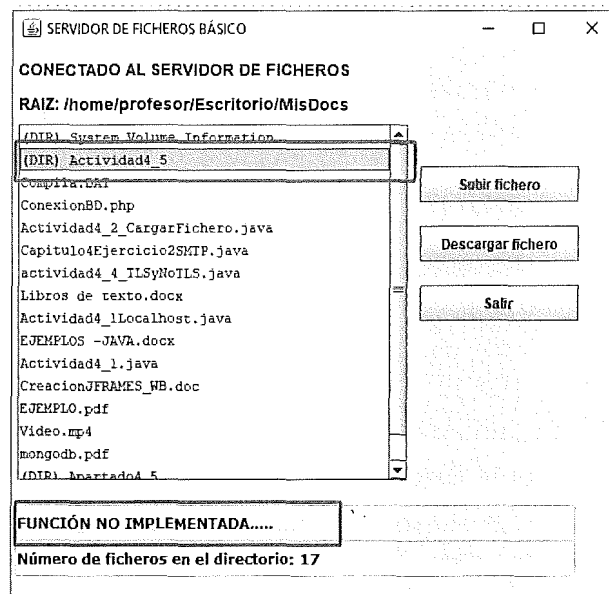 SERVIDOR DE FICHEROS BÁSICO
CONECTADO AL SERVIDOR DE FICHEROS
RAIZ: /home/profesor/Escritorio/MisDocs
(DIR) System Volume Information
(DIR) Actividad4_5
Compila.DAT
ConexionBD.php
Actividad4_2_CargarFichero.java
Capitulo4Ejercicio2SMTP.java
actividad4_4_TLSyNoTLS.java
Libros de texto.docx
Actividad4_1Localhost.java
EJEMPLOS -JAVA.docx
Actividad4_1.java
CreacionJFRAMES_WB.doc
EJEMPLO.pdf
Video.mp4
mongodb.pdf
(DIR) Apartado4_5
Subir fichero
Descargar fichero
Salir
FUNCIÓN NO IMPLEMENTADA.....
Número de ficheros en el directorio: 17